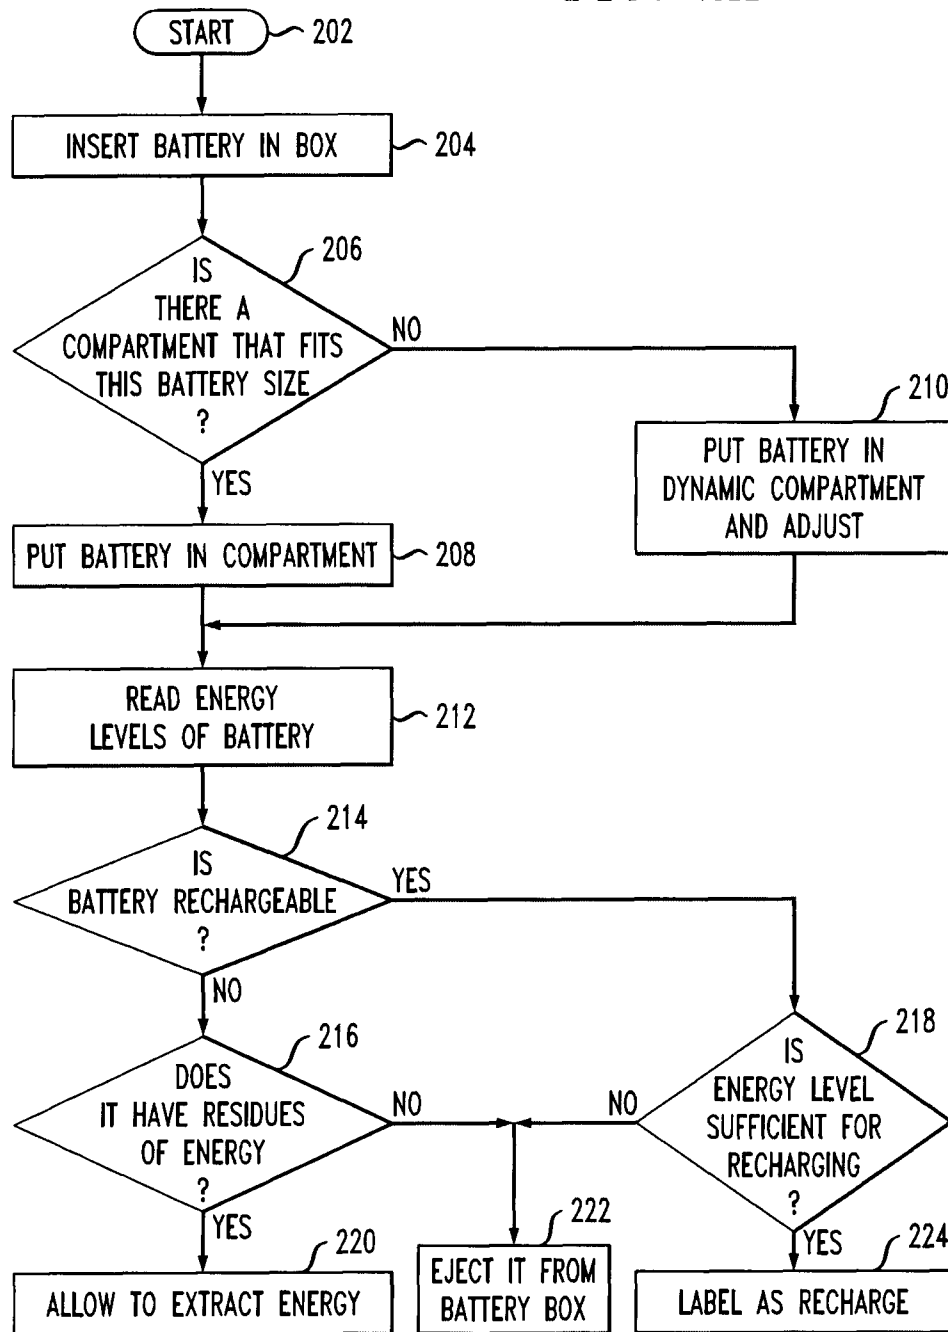 START
202
INSERT BATTERY IN BOX
204
206
IS
THERE A
COMPARTMENT THAT FITS
THIS BATTERY SIZE
?
NO
YES
210
PUT BATTERY IN
DYNAMIC COMPARTMENT
AND ADJUST
PUT BATTERY IN COMPARTMENT
208
READ ENERGY
LEVELS OF BATTERY
212
214
IS
BATTERY RECHARGEABLE
?
YES
NO
216
DOES
IT HAVE RESIDUES
OF ENERGY
?
NO
YES
218
IS
ENERGY LEVEL
SUFFICIENT FOR
RECHARGING
?
NO
YES
220
ALLOW TO EXTRACT ENERGY
222
EJECT IT FROM
BATTERY BOX
224
LABEL AS RECHARGE